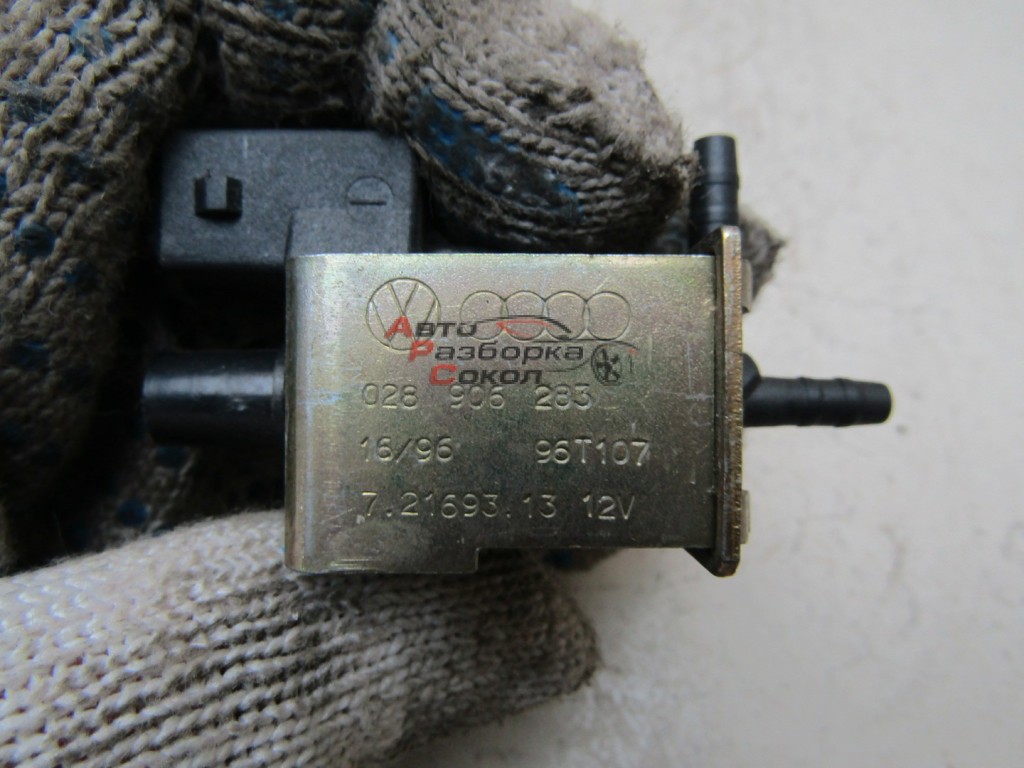 Авто
Разборка
Сокол
028 906 283
16/96 96T107
7.21693.13 12V